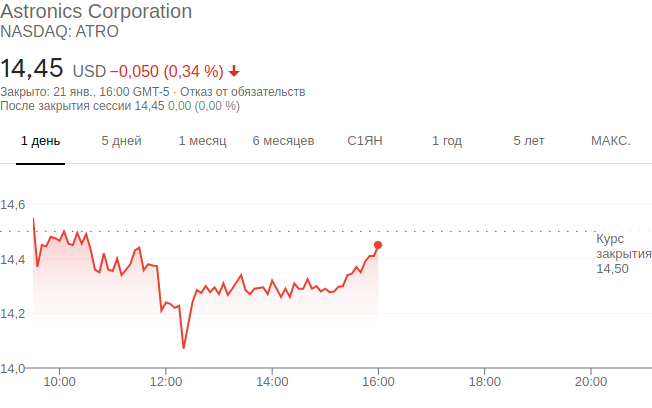 Astronics Corporation
NASDAQ: ATRO
14,45 USD −0,050 (0,34 %)
Закрыто: 21 янв., 16:00 GMT-5 · Отказ от обязательств
После закрытия сессии 14,45 0,00 (0,00 %)
1 день 5 дней 1 месяц 6 месяцев С1ЯН 1 год 5 лет МАКС.
14,6
Курс
закрытия
14,50
14,4
14,2
14,0
10:00 12:00 14:00 16:00 18:00 20:00